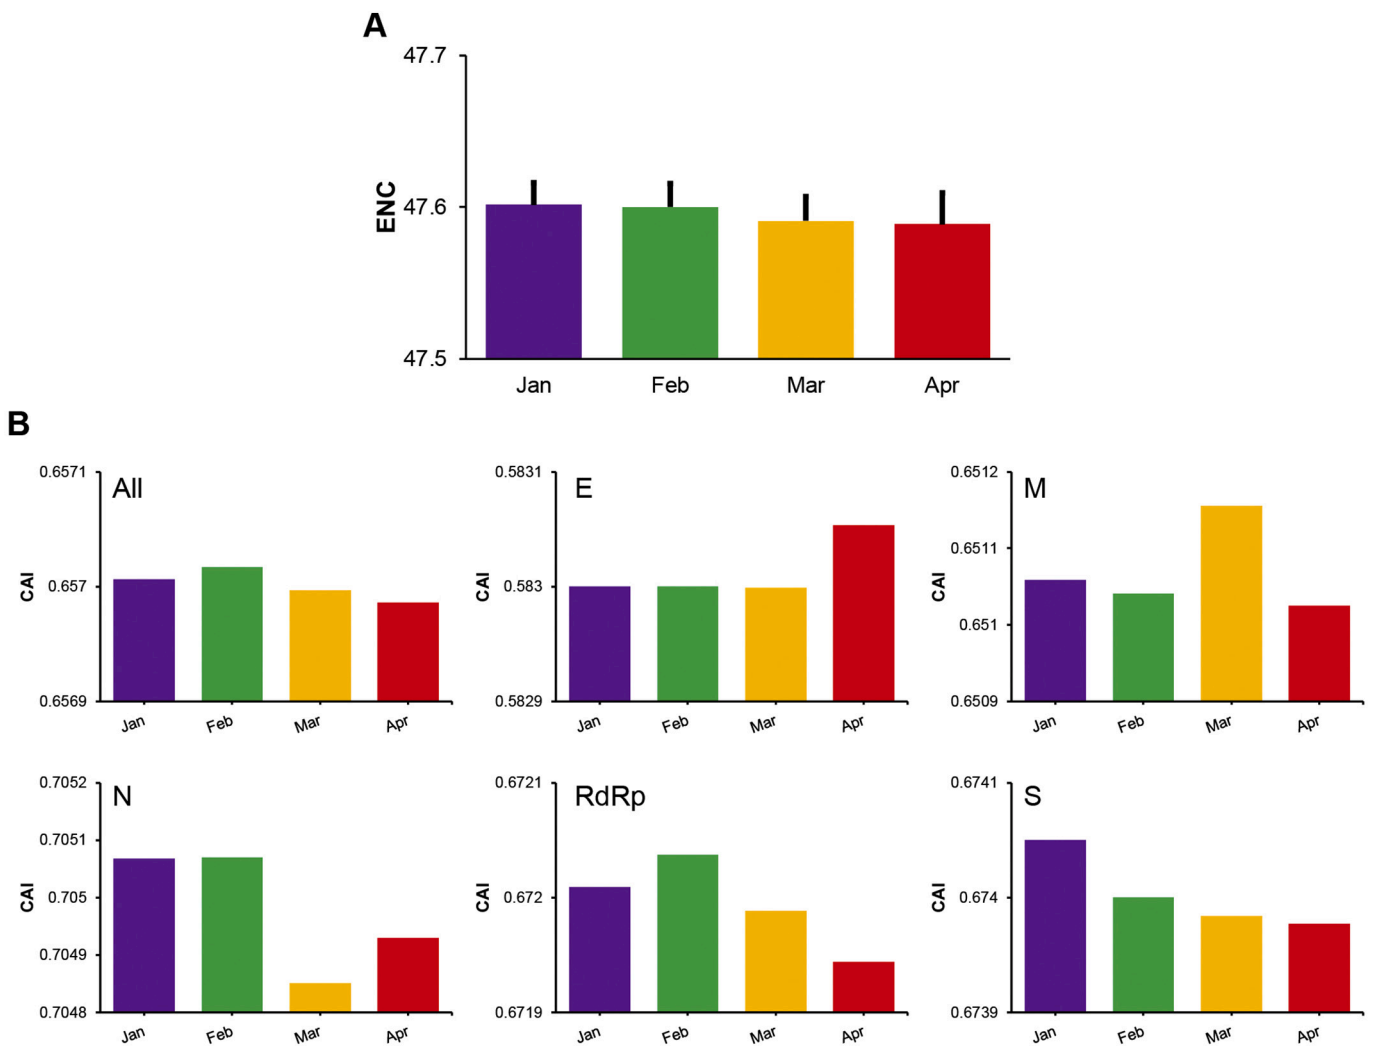 A
47.7
47.6
47.5
ENC
Jan Feb Mar Apr
B
All
0.6571
0.657
0.6569
CAI
Jan Feb Mar Apr
E
0.5831
0.583
0.5829
CAI
Jan Feb Mar Apr
M
0.6512
0.6511
0.651
0.6509
CAI
Jan Feb Mar Apr
N
0.7052
0.7051
0.705
0.7049
0.7048
CAI
Jan Feb Mar Apr
RdRp
0.6721
0.672
0.6719
CAI
Jan Feb Mar Apr
S
0.6741
0.674
0.6739
CAI
Jan Feb Mar Apr